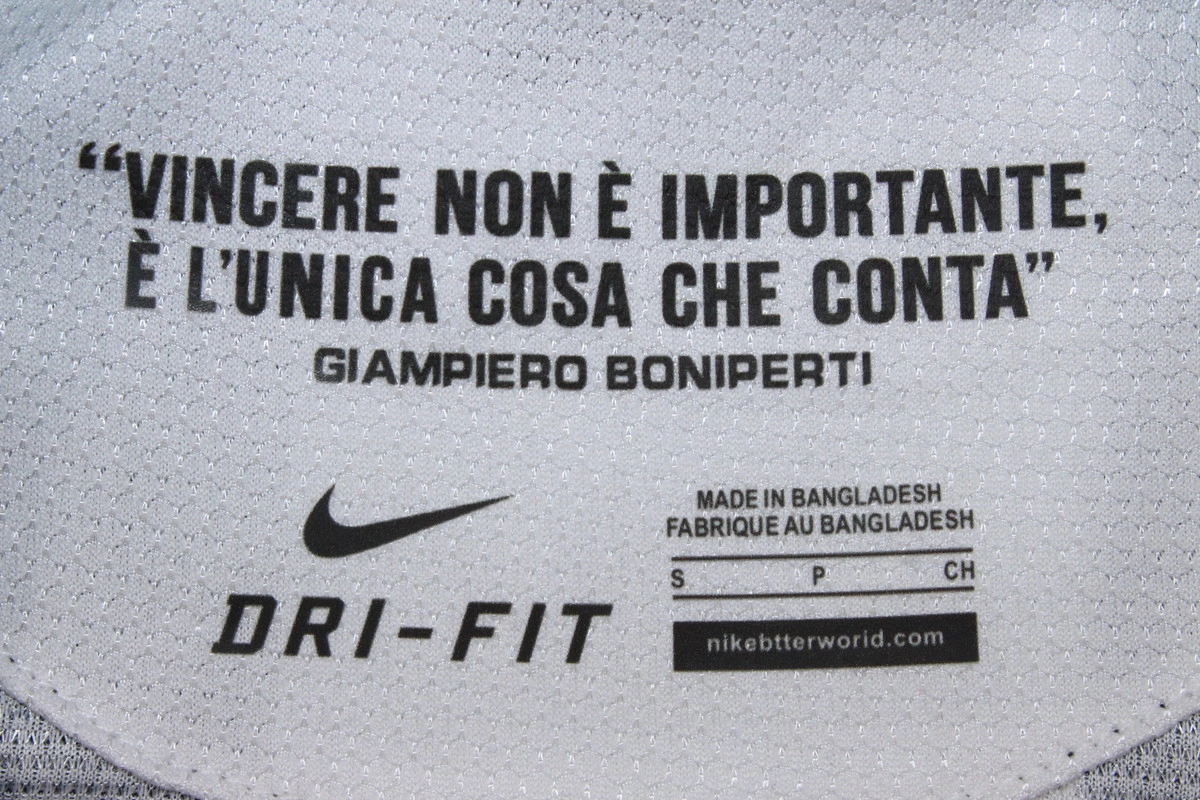 “VINCERE NON È IMPORTANTE,
È L’UNICA COSA CHE CONTA”
GIAMPIERO BONIPERTI
MADE IN BANGLADESH
FABRIQUE AU BANGLADESH
S P CH
DRI-FIT
nikebtterworld.com